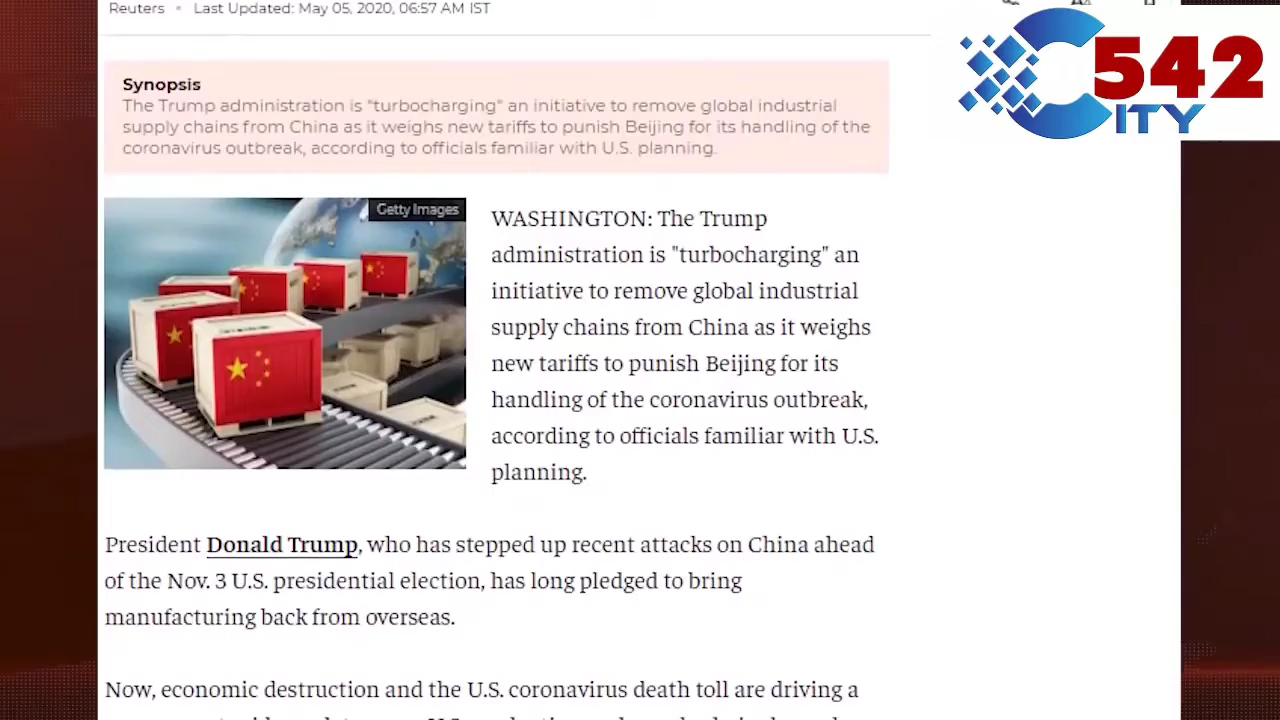 Reuters • Last Updated: May 05, 2020, 06:57 AM IST
542
ITY
Synopsis
The Trump administration is "turbocharging" an initiative to remove global industrial
supply chains from China as it weighs new tariffs to punish Beijing for its handling of the
coronavirus outbreak, according to officials familiar with U.S. planning.
Getty Images
WASHINGTON: The Trump
administration is "turbocharging" an
initiative to remove global industrial
supply chains from China as it weighs
new tariffs to punish Beijing for its
handling of the coronavirus outbreak,
according to officials familiar with U.S.
planning.
President Donald Trump, who has stepped up recent attacks on China ahead
of the Nov. 3 U.S. presidential election, has long pledged to bring
manufacturing back from overseas.
Now, economic destruction and the U.S. coronavirus death toll are driving a